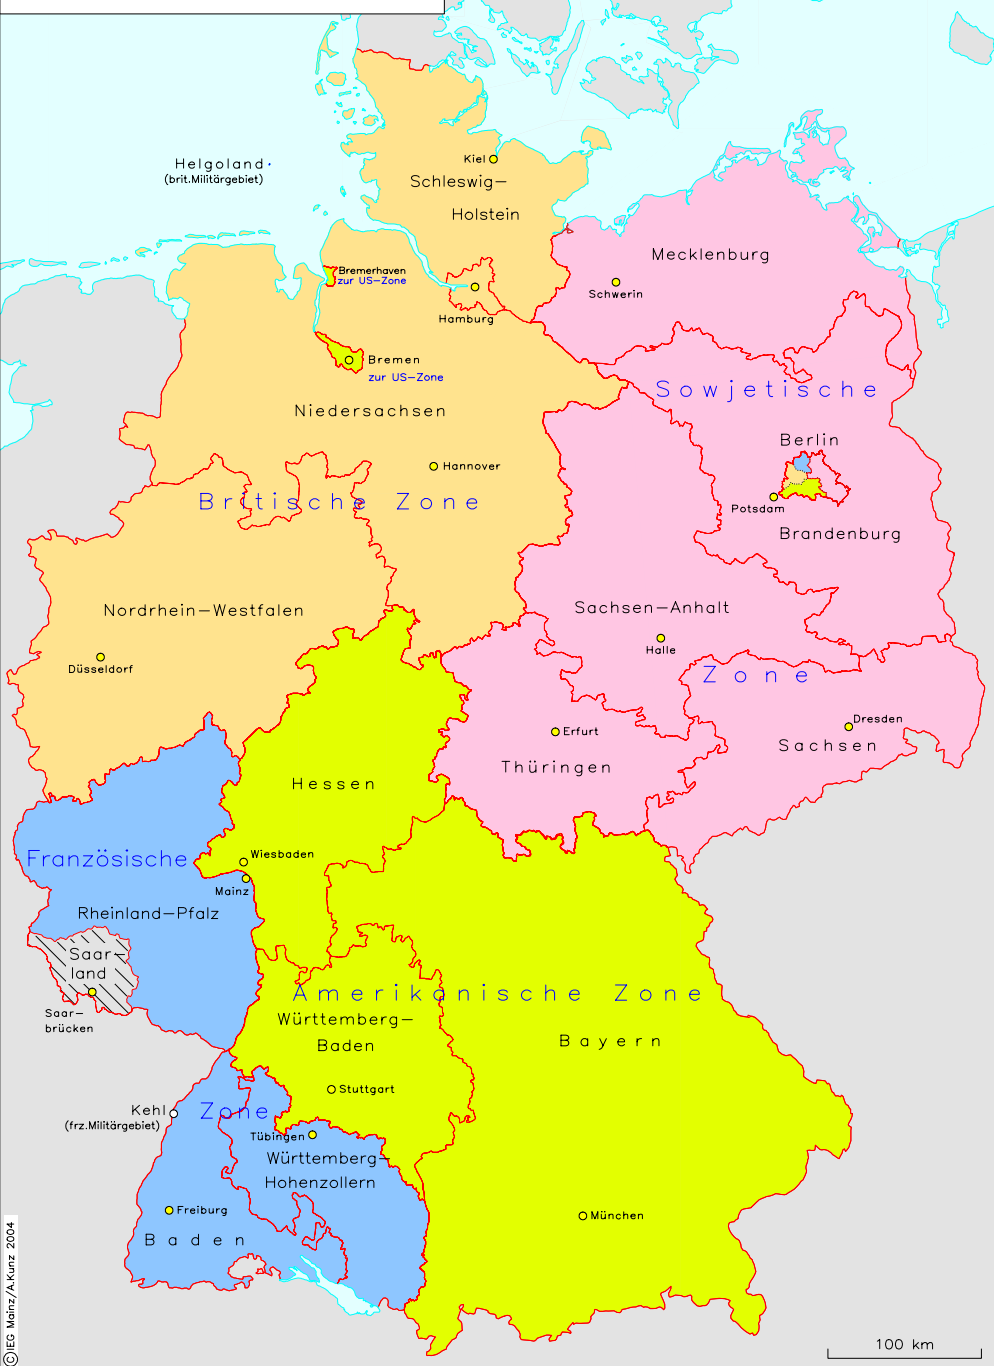 Helgoland
(brit.Militärgebiet)
Kiel
Schleswig–
Holstein
Mecklenburg
Schwerin
Bremerhaven
zur US–Zone
Hamburg
Bremen
zur US–Zone
Niedersachsen
Sowjetische
Berlin
Hannover
Britische Zone
Potsdam
Brandenburg
Nordrhein–Westfalen
Sachsen–Anhalt
Halle
Düsseldorf
Zone
Dresden
Erfurt
Sachsen
Thüringen
Hessen
Französische
Wiesbaden
Mainz
Rheinland–Pfalz
Saar–
land
Saar–
brücken
Amerikanische Zone
Württemberg–
Baden
Bayern
Stuttgart
Kehl
(frz.Militärgebiet)
Zone
Tübingen
Württemberg–
Hohenzollern
Freiburg
Baden
München
100 km
©IEG Mainz/A.Kunz 2004